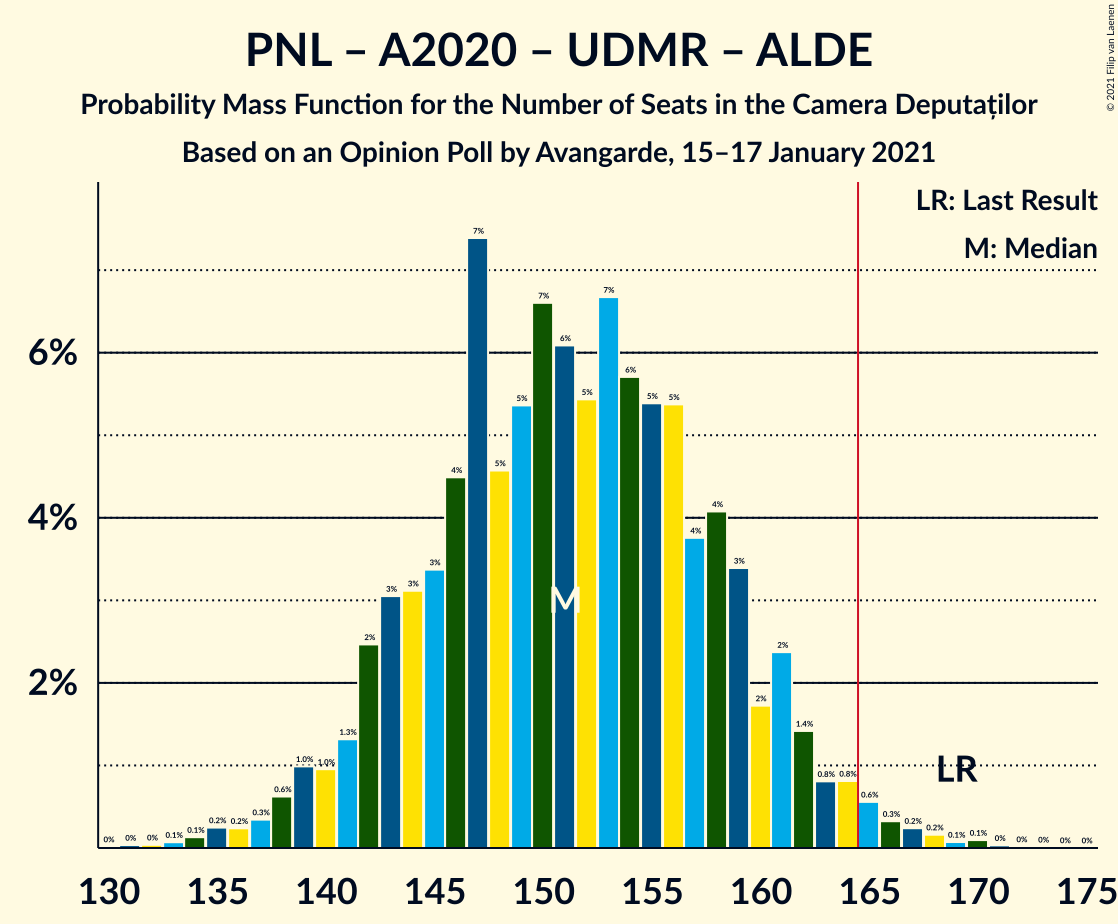 PNL – A2020 – UDMR – ALDE
Probability Mass Function for the Number of Seats in the Camera Deputaților
Based on an Opinion Poll by Avangarde, 15–17 January 2021
© 2021 Filip van Laenen
LR: Last Result
M: Median
6%
4%
2%
0% 0% 0% 0.1% 0.1% 0.2% 0.2% 0.3% 0.6% 1.0% 1.0% 1.3% 2% 3% 3% 3% 4% 7% 5% 5% 7% 6% 5% 7% 6% 5% 5% 4% 4% 3% 2% 2% 1.4% 0.8% 0.8% 0.6% 0.3% 0.2% 0.2% 0.1% 0.1% 0% 0% 0% 0% 0%
M
LR
130 135 140 145 150 155 160 165 170 175